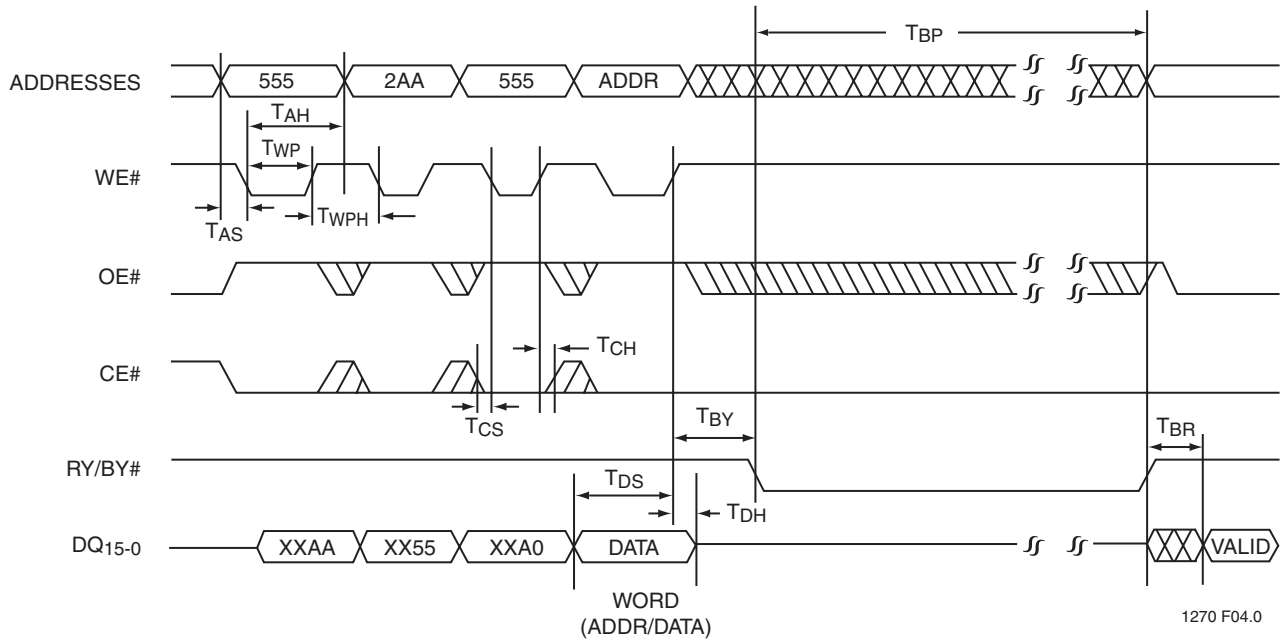 TBP
ADDRESSES 555 2AA 555 ADDR
TAH
TWP
WE#
TAS TWPH
OE#
CE# TCH
TCS
TBY TBR
RY/BY#
TDS
TDH
DQ15-0 XXAA XX55 XXA0 DATA VALID
WORD
(ADDR/DATA)
1270 F04.0